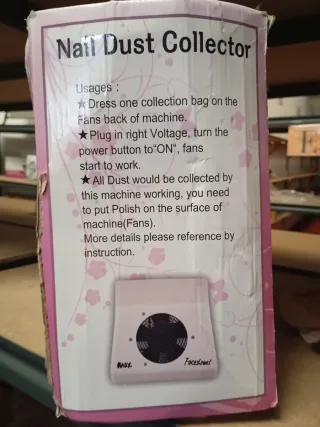 Nail Dust Collector
Usages :
★Dress one collection bag on the
Fans back of machine.
★Plug in right Voltage, turn the
power button to"ON", fans
start to work.
★All Dust would be collected by
this machine working, you need
to put Polish on the surface of
machine(Fans).
More details please reference by
instruction.